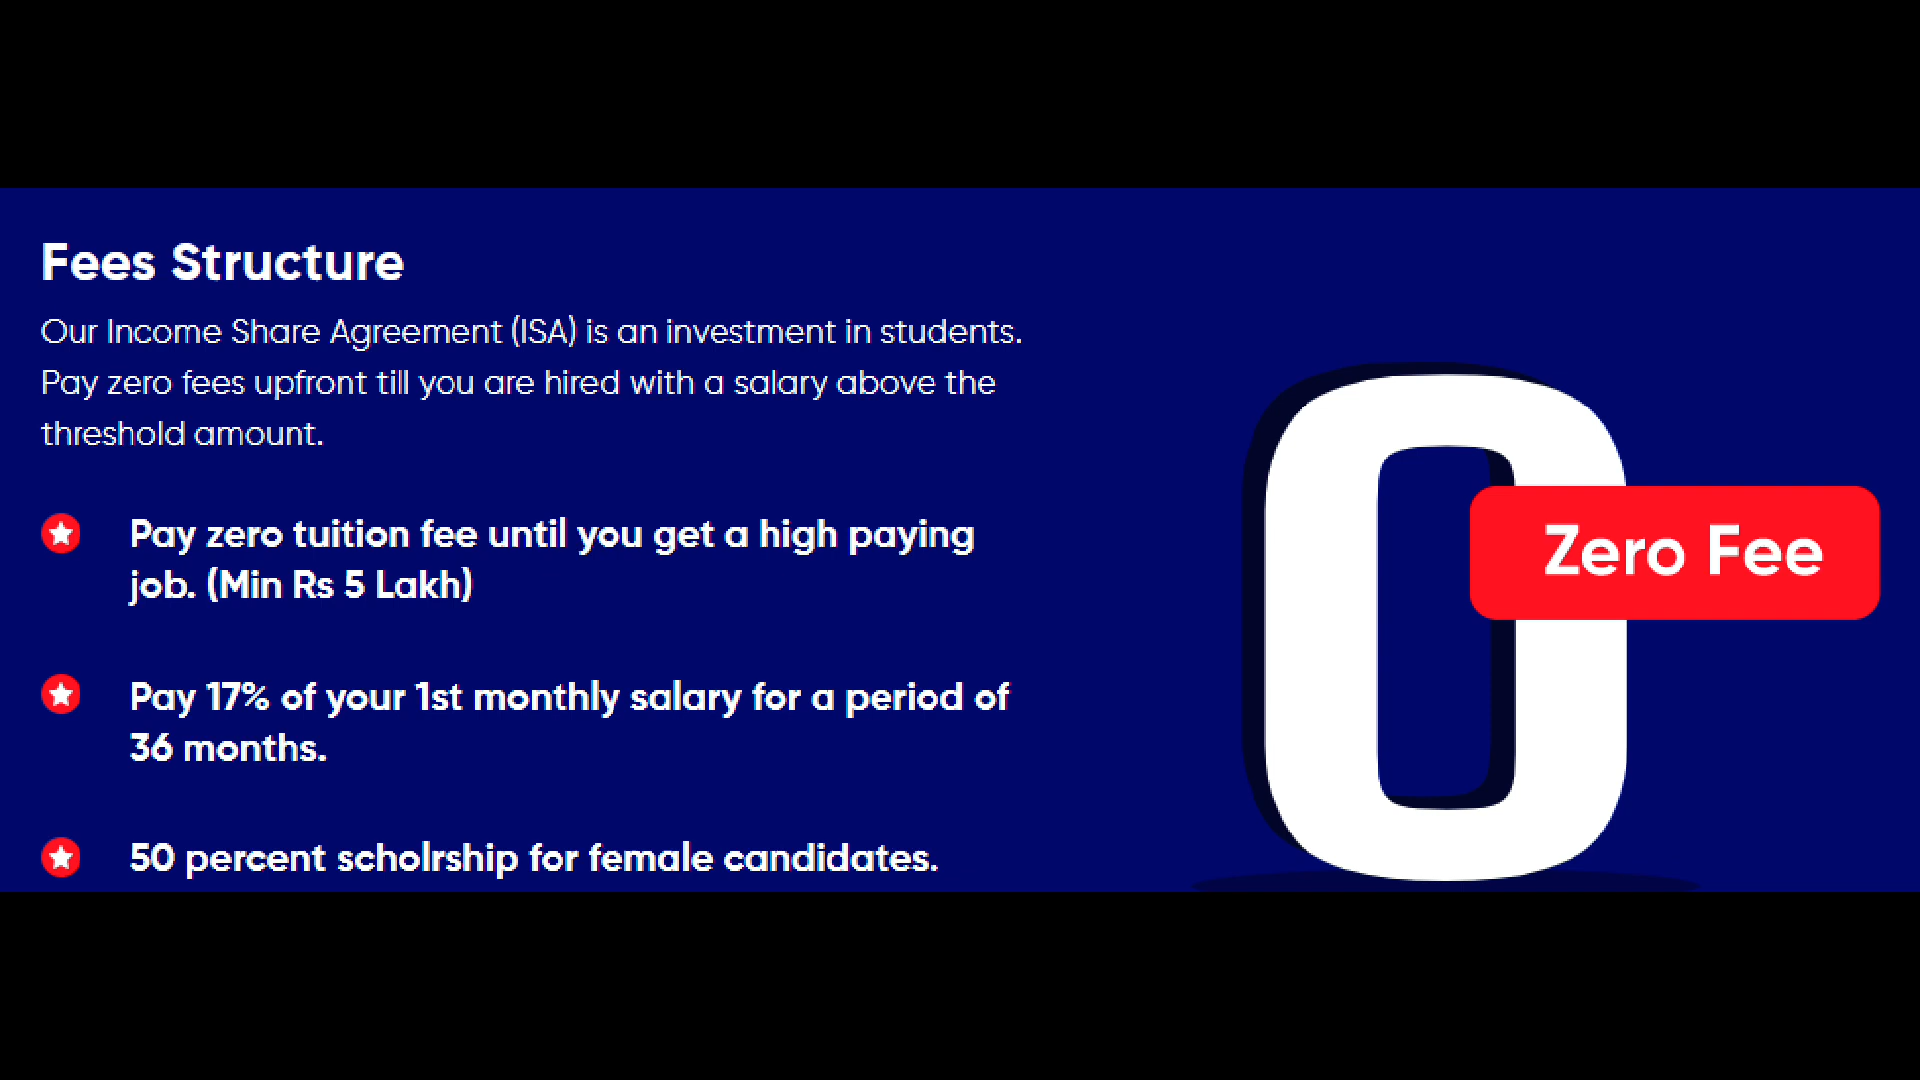 Fees Structure
Our Income Share Agreement (ISA) is an investment in students.
Pay zero fees upfront till you are hired with a salary above the
threshold amount.
Pay zero tuition fee until you get a high paying
job. (Min Rs 5 Lakh)
Pay 17% of your 1st monthly salary for a period of
36 months.
50 percent scholrship for female candidates.
0
Zero Fee